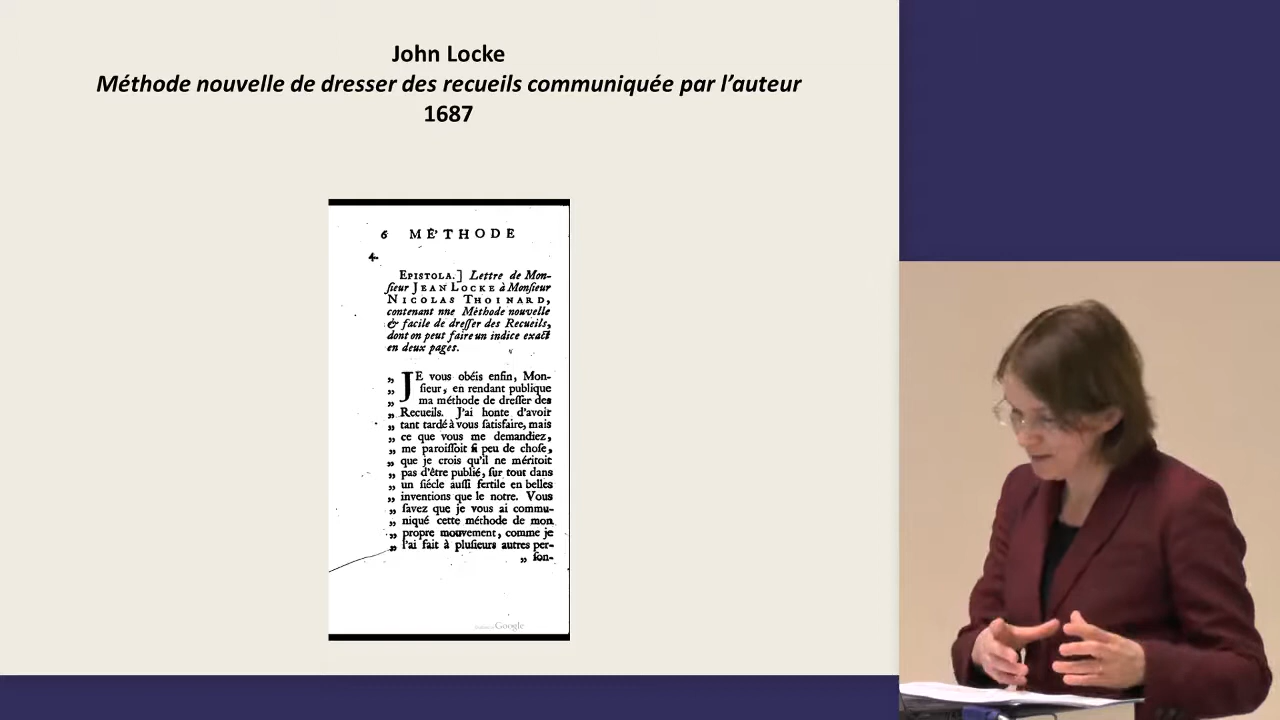 John Locke
Méthode nouvelle de dresser des recueils communiquée par l’auteur
1687
6 MÉTHODE
4.
EPISTOLA.] Lettre de Mon-
ſieur JEAN LOCKE à Monſieur
NICOLAS THOINARD,
contenant nne Mèthode nouvelle
& facile de dreſſer des Recueils,
dont on peut faire un indice exact
en deux pages.
„ JE vous obéis enfin, Mon-
„ ſieur, en rendant publique
„ ma méthode de dreſſer des
„ Recueils. J'ai honte d'avoir
„ tant tardé à vous ſatisfaire, mais
„ ce que vous me demandiez,
„ me paroiſſoit ſi peu de choſe,
„ que je crois qu'il ne méritoit
„ pas d'être publié, ſur tout dans
„ un ſiécle auſſi fertile en belles
„ inventions que le notre. Vous
„ ſavez que je vous ai commu-
„ niqué cette méthode de mon
„ propre mouvement, comme je
„ l'ai fait à pluſieurs autres per-
„ ſon-
Google